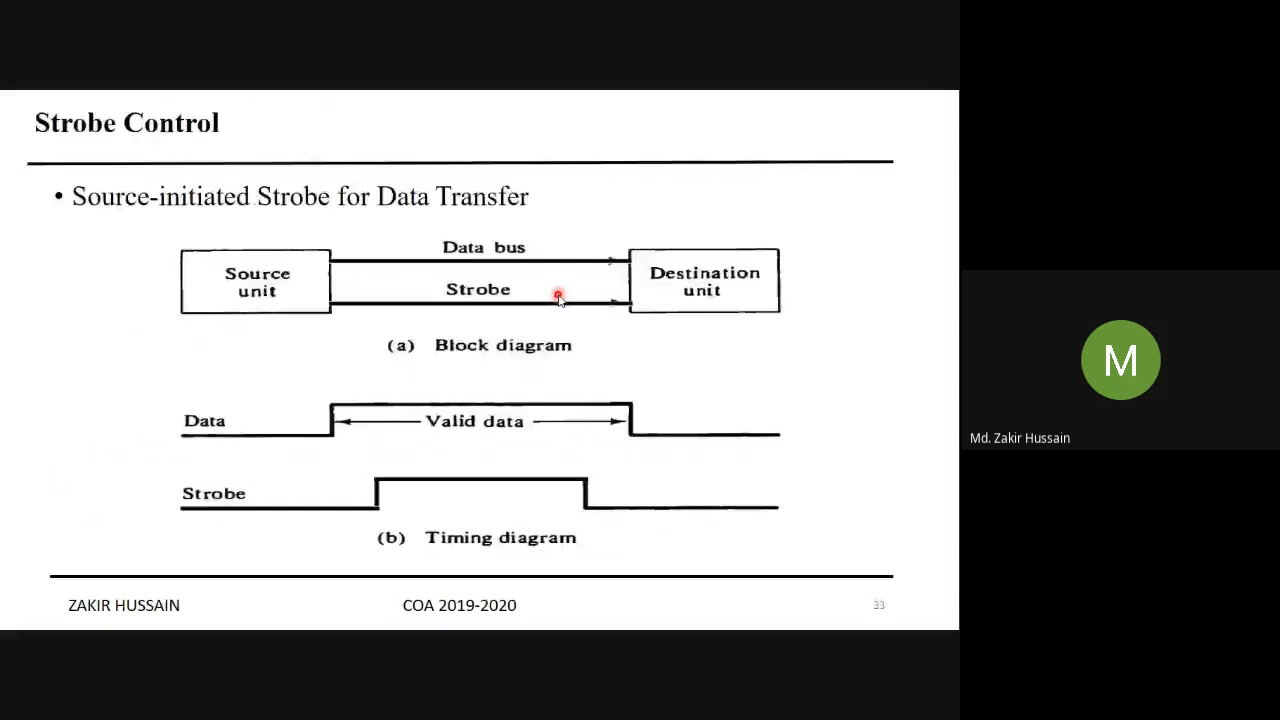 Strobe Control
• Source-initiated Strobe for Data Transfer
Data bus
Source
unit
Strobe
Destination
unit
(a) Block diagram
Data
Valid data
Strobe
(b) Timing diagram
ZAKIR HUSSAIN
COA 2019-2020
33
M
Md. Zakir Hussain